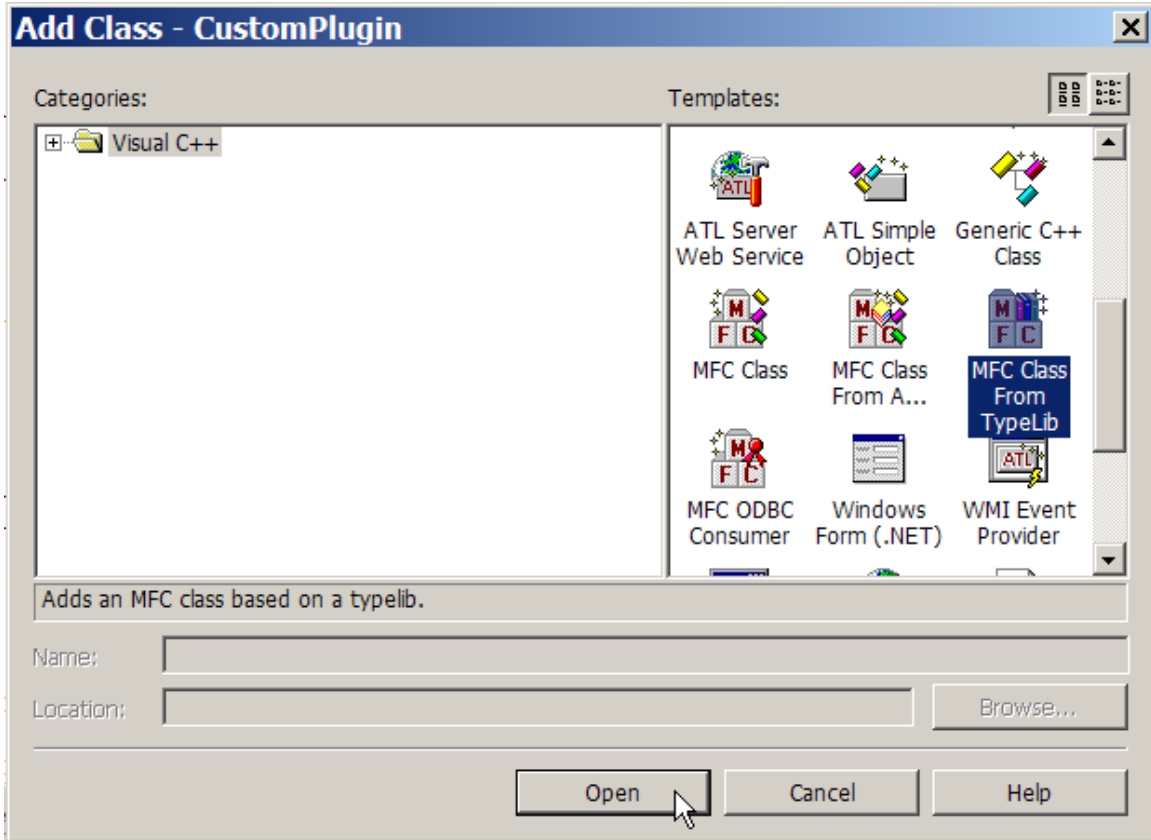 Add Class - CustomPlugin
Categories:
Templates:
Visual C++
ATL
ATL Server
Web Service
ATL Simple
Object
Generic C++
Class
M
F C
MFC Class
M
F C
MFC Class
From A...
M
F C
MFC Class
From
TypeLib
M
F C
MFC ODBC
Consumer
Windows
Form (.NET)
ATL
WMI Event
Provider
Adds an MFC class based on a typelib.
Name:
Location:
Browse...
Open
Cancel
Help